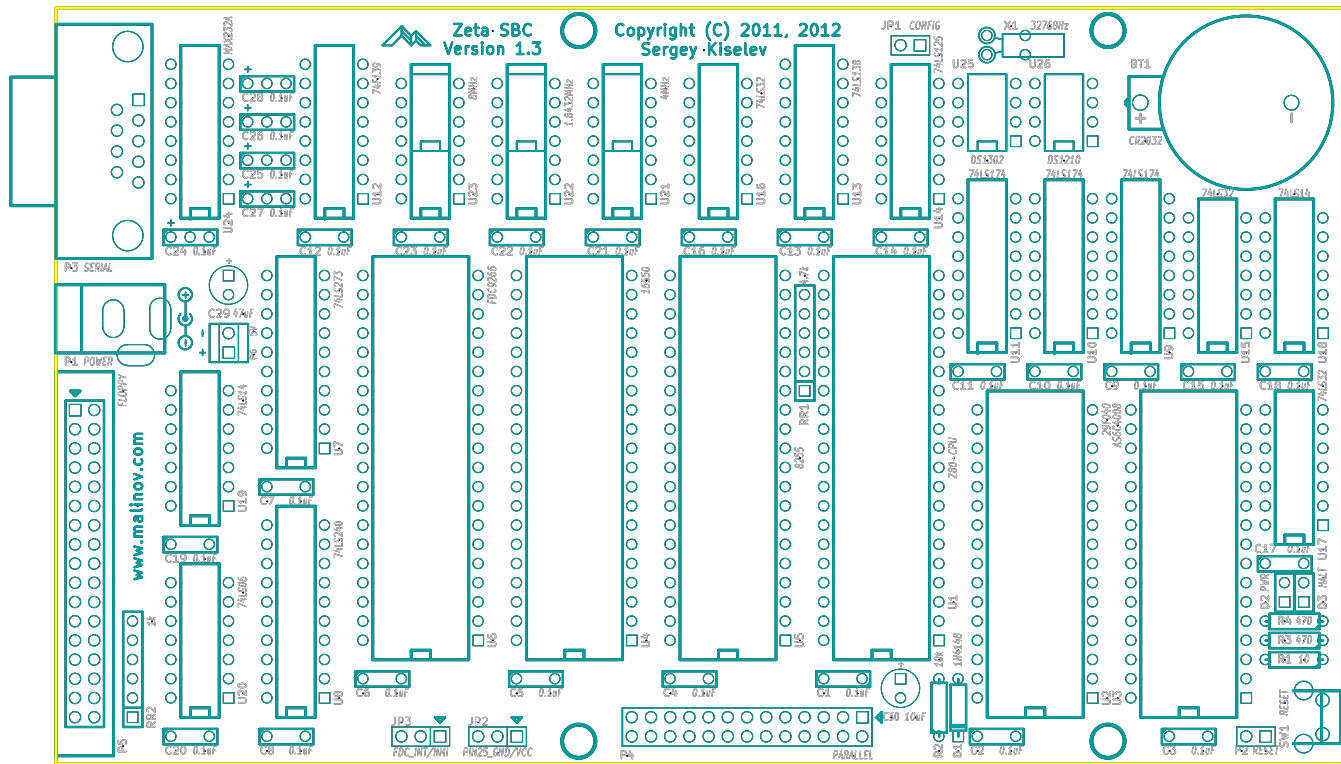 Zeta SBC
Version 1.3
Copyright (C) 2011, 2012
Sergey Kiselev
JP1 CONFIG
X1 32768Hz
MAX232A
C28 0.1uF
C26 0.1uF
C25 0.1uF
C27 0.1uF
U24
C24 0.1uF
74LS139
U12
C12 0.1uF
8MHz
U23
C23 0.1uF
1.8432MHz
U22
C22 0.1uF
4MHz
U21
C21 0.1uF
74LS32
U16
C16 0.1uF
74LS138
U13
C13 0.1uF
74LS125
U14
C14 0.1uF
U25
DS1302
U26
DS1210
BT1
+
-
CR2032
74LS174
U11
C11 0.1uF
74LS174
U10
C10 0.1uF
74LS174
U9
C9 0.1uF
74LS32
U15
C15 0.1uF
74LS14
U18
C18 0.1uF
P3 SERIAL
P1 POWER
C29 47uF
P6 5V
FLOPPY
www.malinov.com
P5
74LS14
U19
C19 0.1uF
74LS06
U20
C20 0.1uF
1k
RR2
74LS273
U7
C7 0.1uF
74LS240
U8
C8 0.1uF
FDC9266
U6
C6 0.1uF
16550
U4
C5 0.1uF
8255
U5
C4 0.1uF
4.7k
RR1
Z80-CPU
U1
C1 0.1uF
C30 10uF
10k
R2
1N4148
D1
29F040
U2
C2 0.1uF
AS6C4008
U3
C3 0.1uF
74LS32
U17
C17 0.1uF
D2 PWR
D3 HALT
R4 470
R3 470
R1 10
SW1 RESET
P2 RESET
JP3
FDC_INT/NMI
JP2
PIN25_GND/VCC
P4
PARALLEL